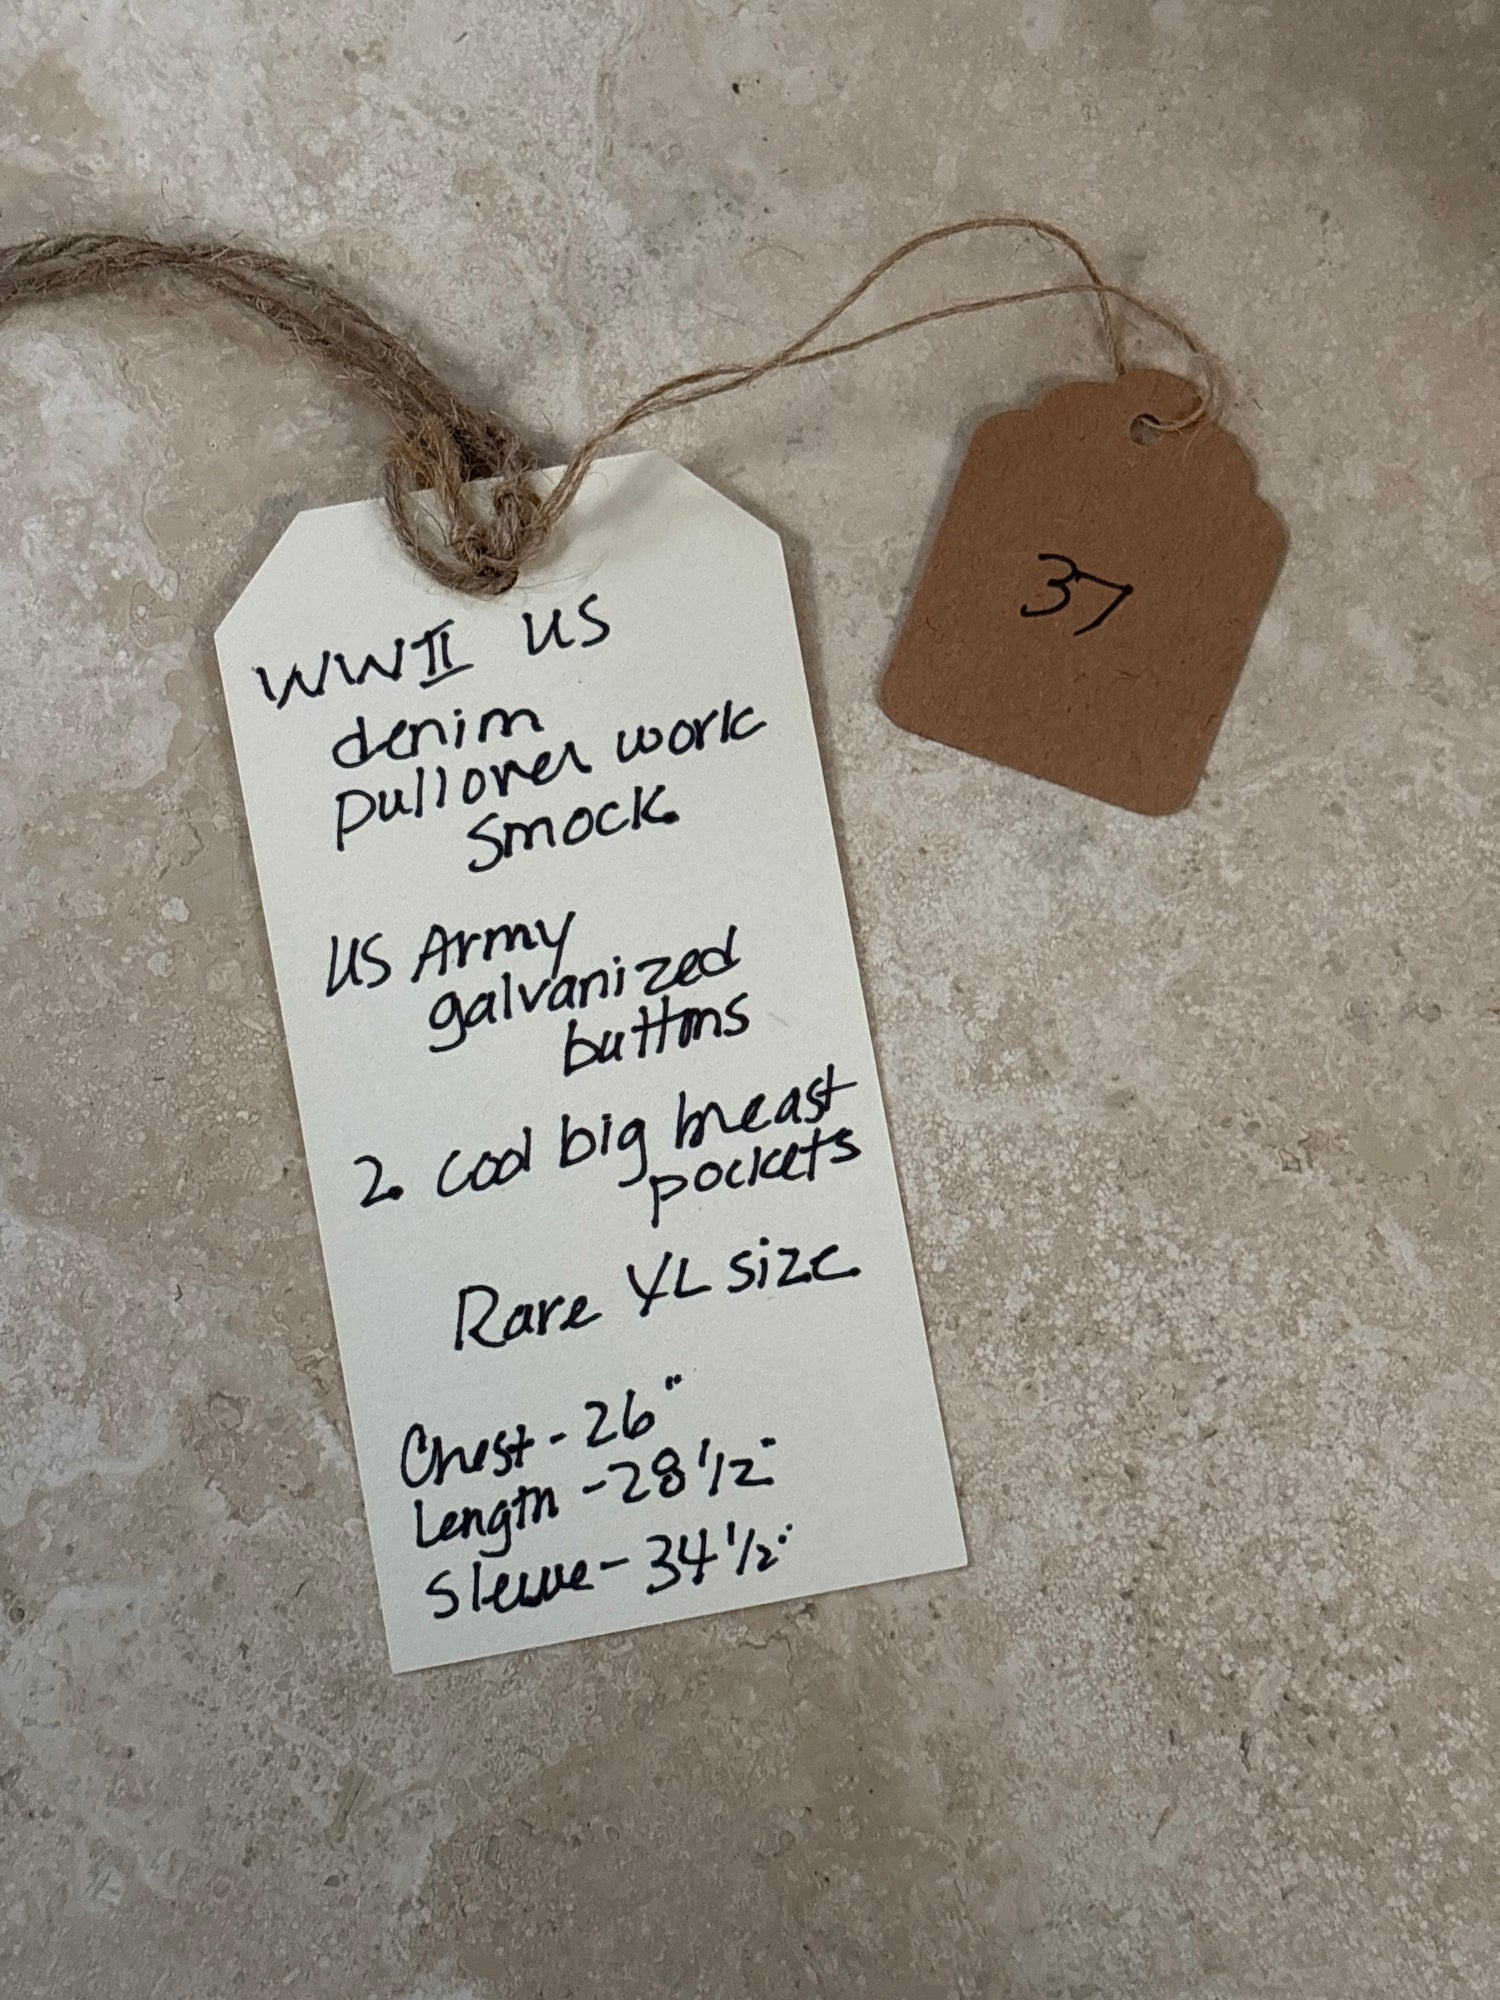 WWII US
denim
pullover work
smock.
US Army
galvanized
buttons
2. cool big breast
pockets
Rare XL size.
Chest - 26"
Length - 28 1/2"
Sleeve - 34 1/2"
37